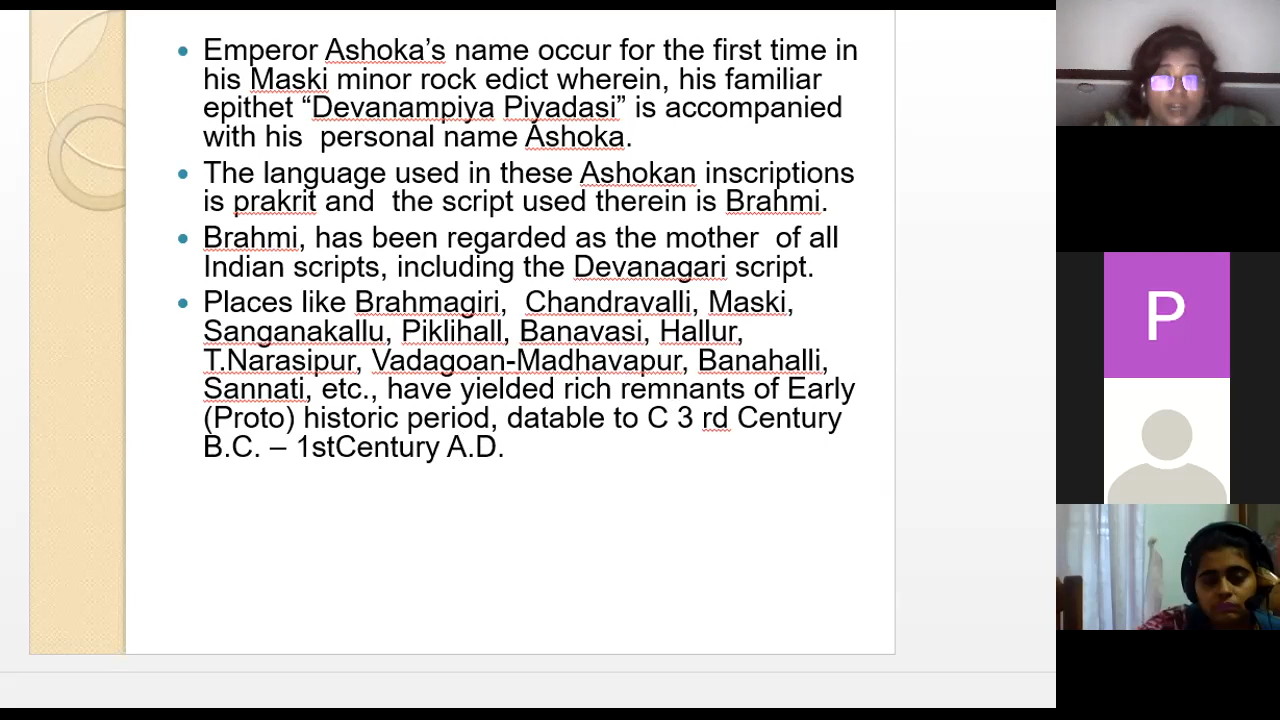 Emperor Ashoka’s name occur for the first time in
his Maski minor rock edict wherein, his familiar
epithet “Devanampiya Piyadasi” is accompanied
with his personal name Ashoka.
The language used in these Ashokan inscriptions
is prakrit and the script used therein is Brahmi.
Brahmi, has been regarded as the mother of all
Indian scripts, including the Devanagari script.
Places like Brahmagiri, Chandravalli, Maski,
Sanganakallu, Piklihall, Banavasi, Hallur,
T.Narasipur, Vadagoan-Madhavapur, Banahalli,
Sannati, etc., have yielded rich remnants of Early
(Proto) historic period, datable to C 3 rd Century
B.C. – 1stCentury A.D.
P